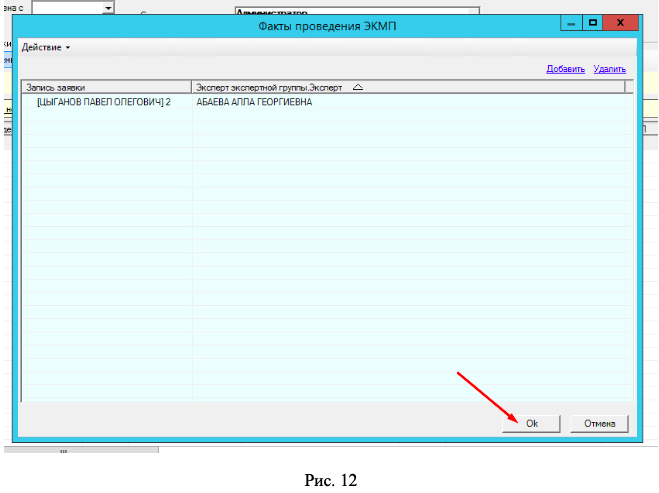 вна с
Администратор
Факты проведения ЭКМП
Действие
Добавить Удалить
Запись заявки Эксперт экспертной группы.Эксперт
[ЦЫГАНОВ ПАВЕЛ ОЛЕГОВИЧ] 2 АБАЕВА АЛЛА ГЕОРГИЕВНА
Ok Отмена
Рис. 12